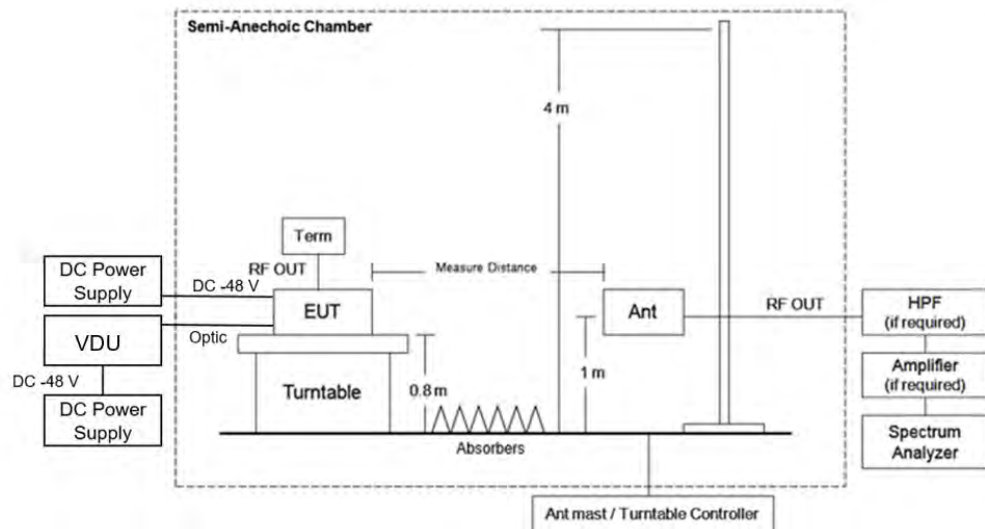 Semi-Anechoic Chamber
4 m
Term
RF OUT
Measure Distance
DC Power
Supply
DC -48 V
EUT
Ant
RF OUT
HPF
(if required)
VDU
Optic
1 m
DC -48 V
Turntable
0.8 m
Amplifier
(if required)
DC Power
Supply
Absorbers
Spectrum
Analyzer
Ant mast / Turntable Controller